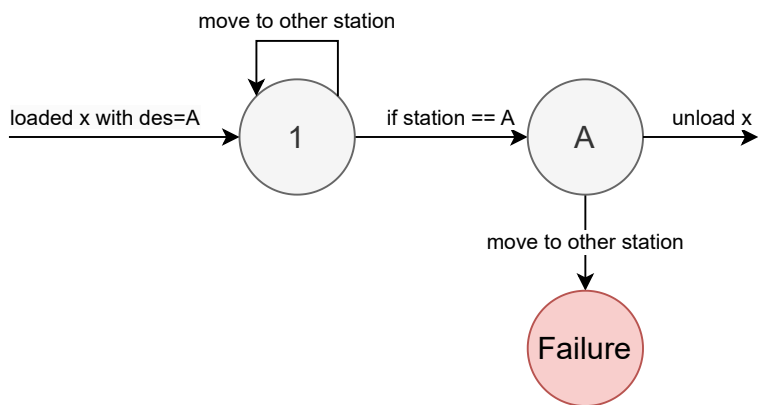 move to other station
loaded x with des=A
1
if station == A
A
unload x
move to other station
Failure